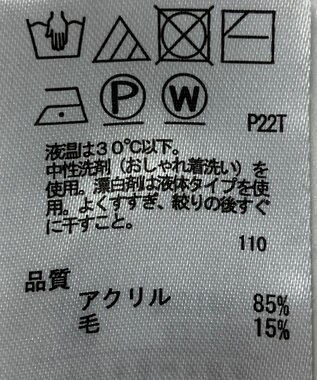 P W
P22T
液温は30℃以下。
中性洗剤（おしゃれ着洗い）を
使用。漂白剤は液体タイプを使
用。よくすすぎ、絞りの後すぐ
に干すこと。
110
品質
アクリル 85%
毛 15%